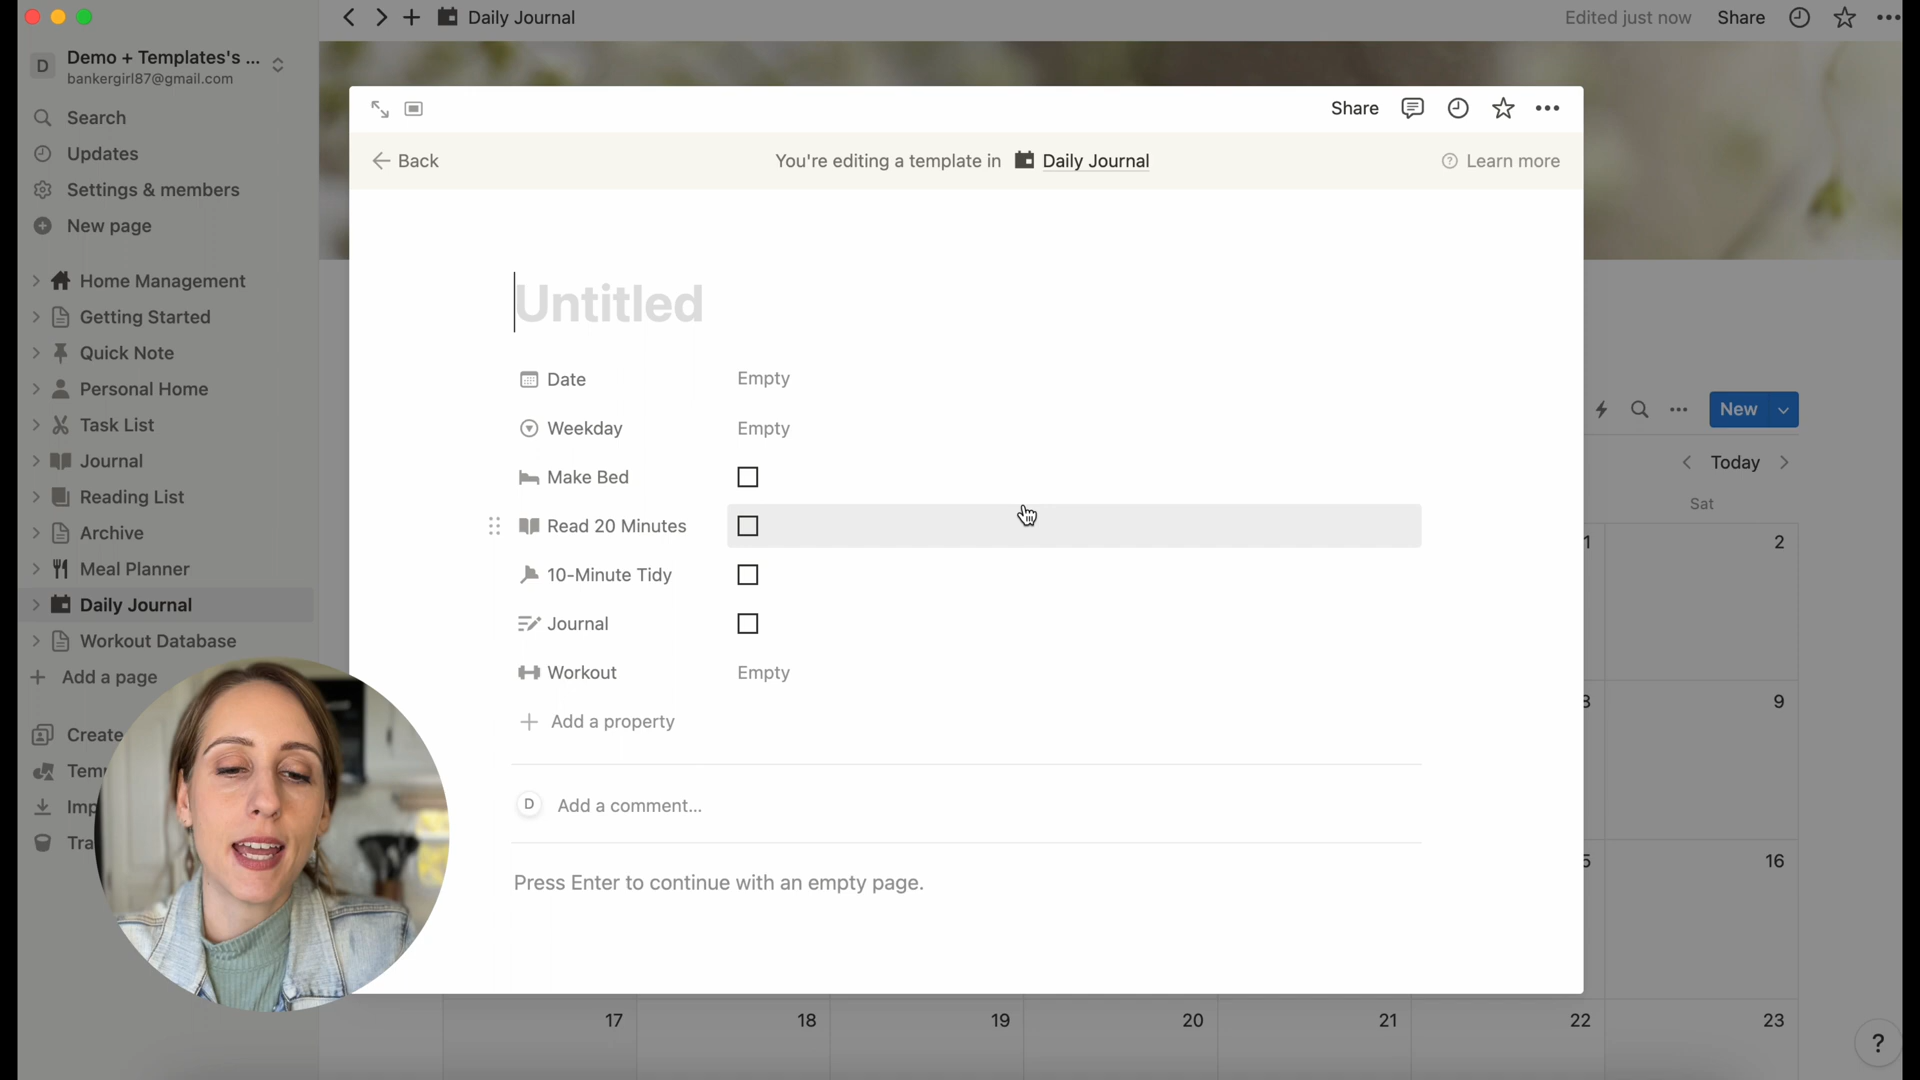 Daily Journal
Edited just now
Share
D
Demo + Templates's ...
bankergirl87@gmail.com
Search
Updates
Settings & members
New page
Home Management
Getting Started
Quick Note
Personal Home
Task List
Journal
Reading List
Archive
Meal Planner
Daily Journal
Workout Database
Add a page
Create
Share
Back
You're editing a template in Daily Journal
Learn more
Untitled
Date Empty
Weekday Empty
Make Bed
Read 20 Minutes
10-Minute Tidy
Journal
Workout Empty
Add a property
D Add a comment...
Press Enter to continue with an empty page.
New
Today
Sat
2
9
16
17 18 19 20 21 22 23
?